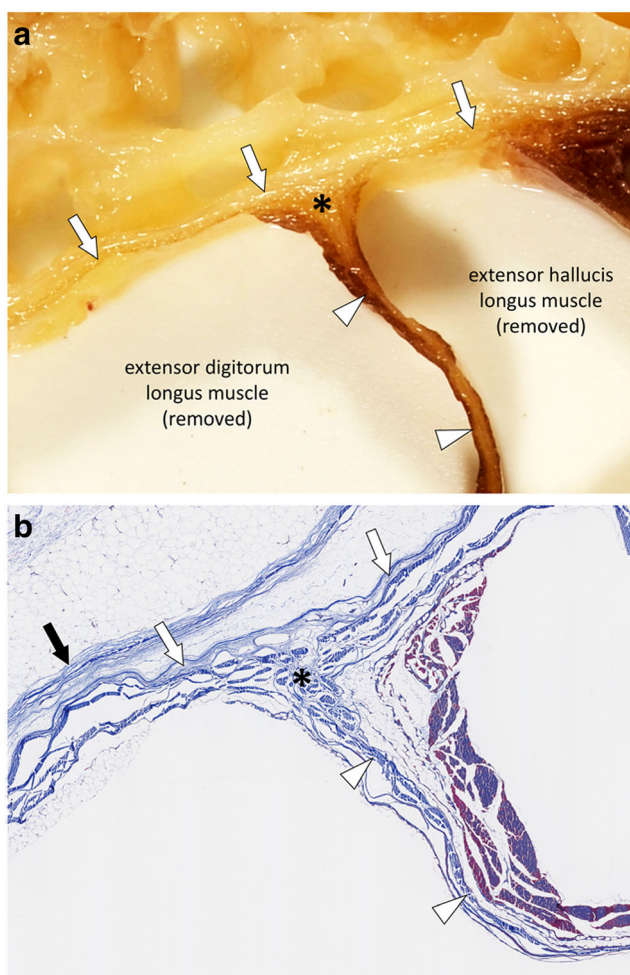 a
extensor hallucis
longus muscle
(removed)
extensor digitorum
longus muscle
(removed)
*
b
*